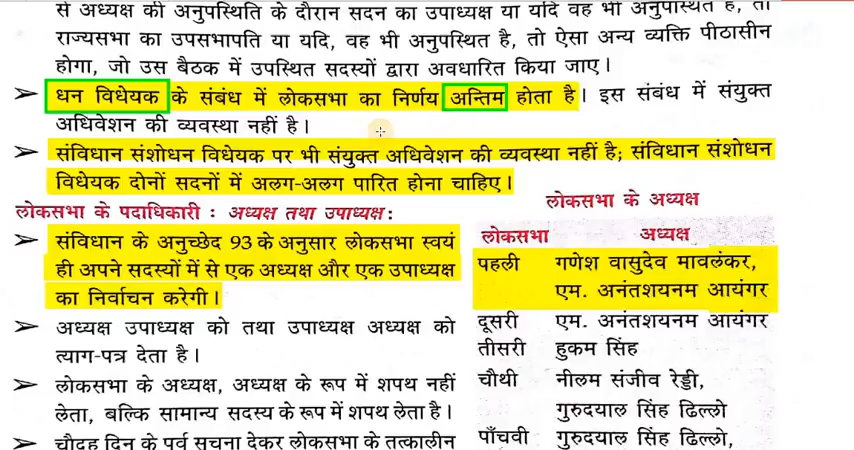 से अध्यक्ष की अनुपस्थिति के दौरान सदन का उपाध्यक्ष या यदि वह भी अनुपस्थित है, तो
राज्यसभा का उपसभापति या यदि, वह भी अनुपस्थित है, तो ऐसा अन्य व्यक्ति पीठासीन
होगा, जो उस बैठक में उपस्थित सदस्यों द्वारा अवधारित किया जाए।
➢ धन विधेयक के संबंध में लोकसभा का निर्णय अन्तिम होता है। इस संबंध में संयुक्त
अधिवेशन की व्यवस्था नहीं है।
➢ संविधान संशोधन विधेयक पर भी संयुक्त अधिवेशन की व्यवस्था नहीं है; संविधान संशोधन
विधेयक दोनों सदनों में अलग-अलग पारित होना चाहिए।
लोकसभा के पदाधिकारी : अध्यक्ष तथा उपाध्यक्ष:
➢ संविधान के अनुच्छेद 93 के अनुसार लोकसभा स्वयं
ही अपने सदस्यों में से एक अध्यक्ष और एक उपाध्यक्ष
का निर्वाचन करेगी।
➢ अध्यक्ष उपाध्यक्ष को तथा उपाध्यक्ष अध्यक्ष को
त्याग-पत्र देता है।
➢ लोकसभा के अध्यक्ष, अध्यक्ष के रूप में शपथ नहीं
लेता, बल्कि सामान्य सदस्य के रूप में शपथ लेता है।
➢ चौदह दिन के पूर्व सूचना देकर लोकसभा के तत्कालीन
लोकसभा के अध्यक्ष
लोकसभा अध्यक्ष
पहली गणेश वासुदेव मावलंकर,
एम. अनंतशयनम आयंगर
दूसरी एम. अनंतशयनम आयंगर
तीसरी हुकम सिंह
चौथी नीलम संजीव रेड्डी,
गुरुदयाल सिंह ढिल्लो
पाँचवी गुरुदयाल सिंह ढिल्लो,